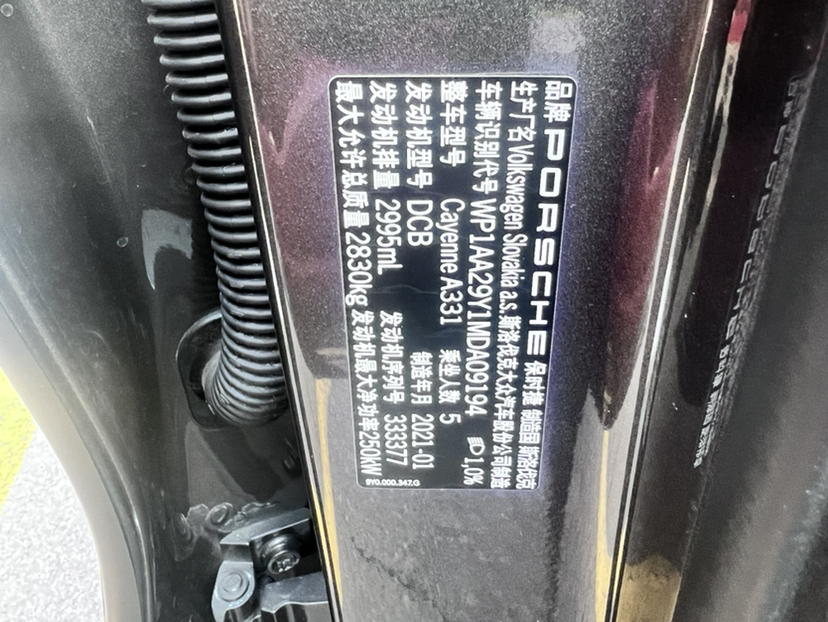 品牌 PORSCHE 保时捷 制造国 斯洛伐克
生产厂名 Volkswagen Slovakia a.s. 斯洛伐克大众汽车股份公司制造
车辆识别代号 WP1AA29Y1MDA09194 1,0%
整车型号 Cayenne A331 乘坐人数 5
发动机型号 DCB 制造年月 2021-01
发动机排量 2995mL 发动机序列号 333377
最大允许总质量 2830kg 发动机最大净功率250kW
9Y0.000.347.G